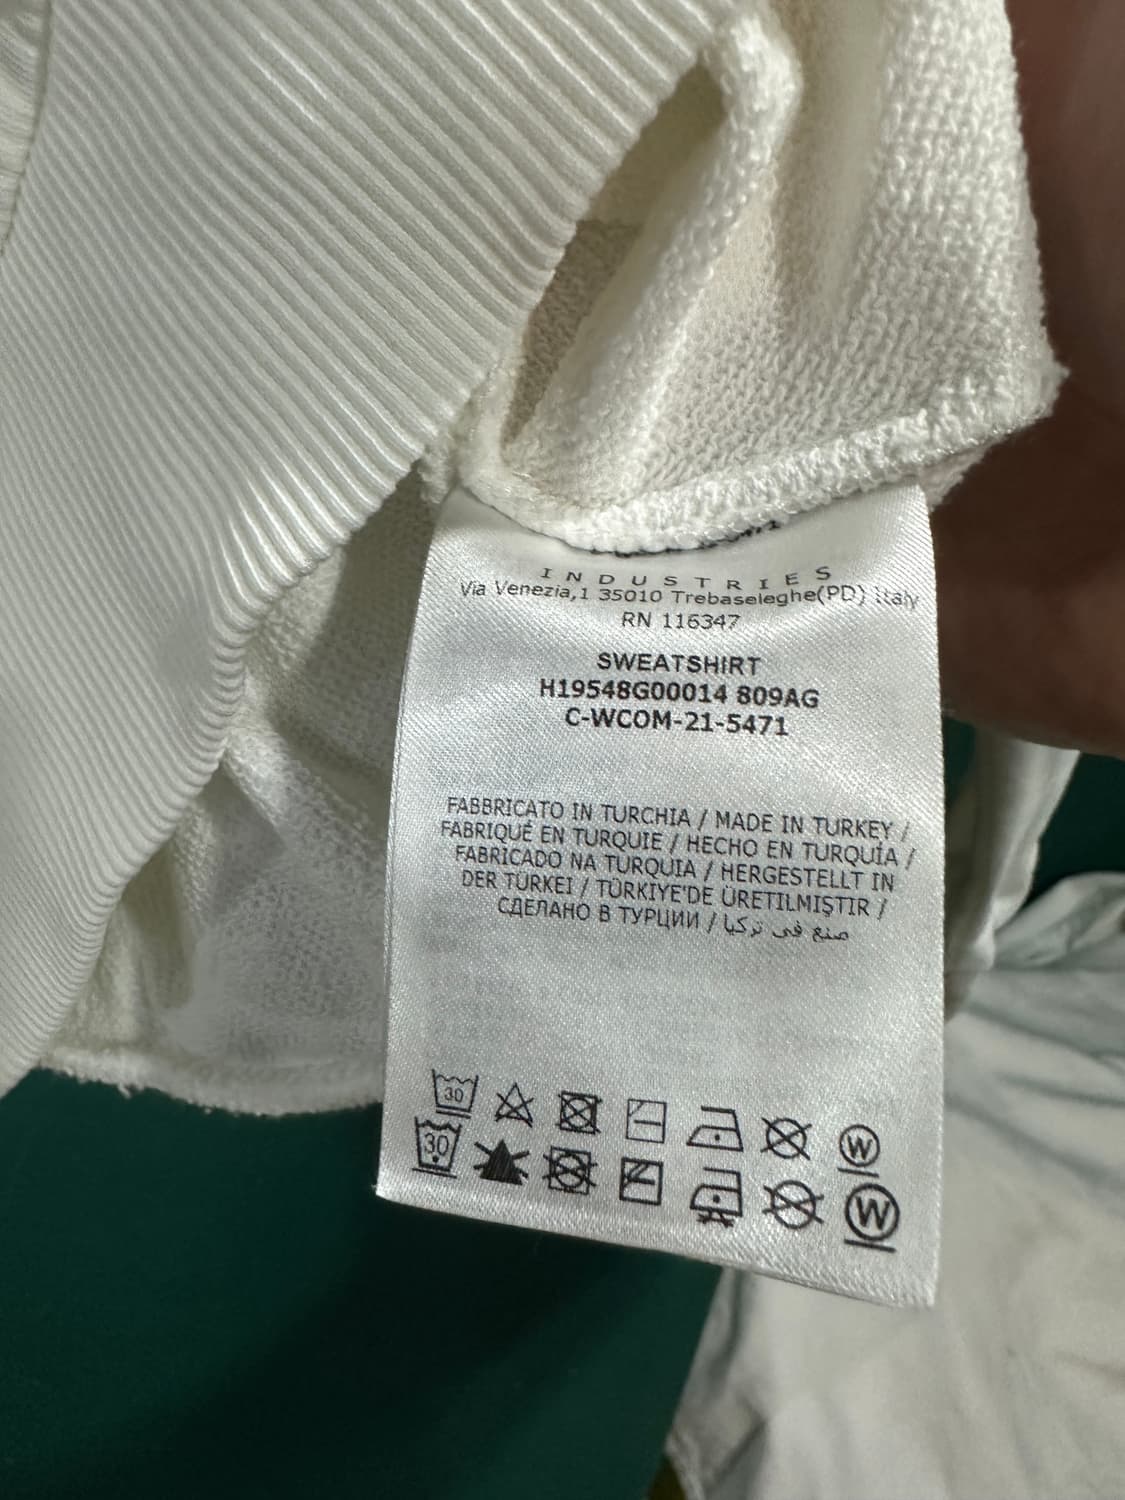 INDUSTRIES
Via Venezia,1 35010 Trebaseleghe(PD) Italy
RN 116347
SWEATSHIRT
H19548G00014 809AG
C-WCOM-21-5471
FABBRICATO IN TURCHIA / MADE IN TURKEY /
FABRIQUÉ EN TURQUIE / HECHO EN TURQUÍA /
FABRICADO NA TURQUIA / HERGESTELLT IN
DER TÜRKEI / TÜRKIYE'DE ÜRETILMIŞTIR /
СДЕЛАНО В ТУРЦИИ / صنع في تركيا
30 W
30 W